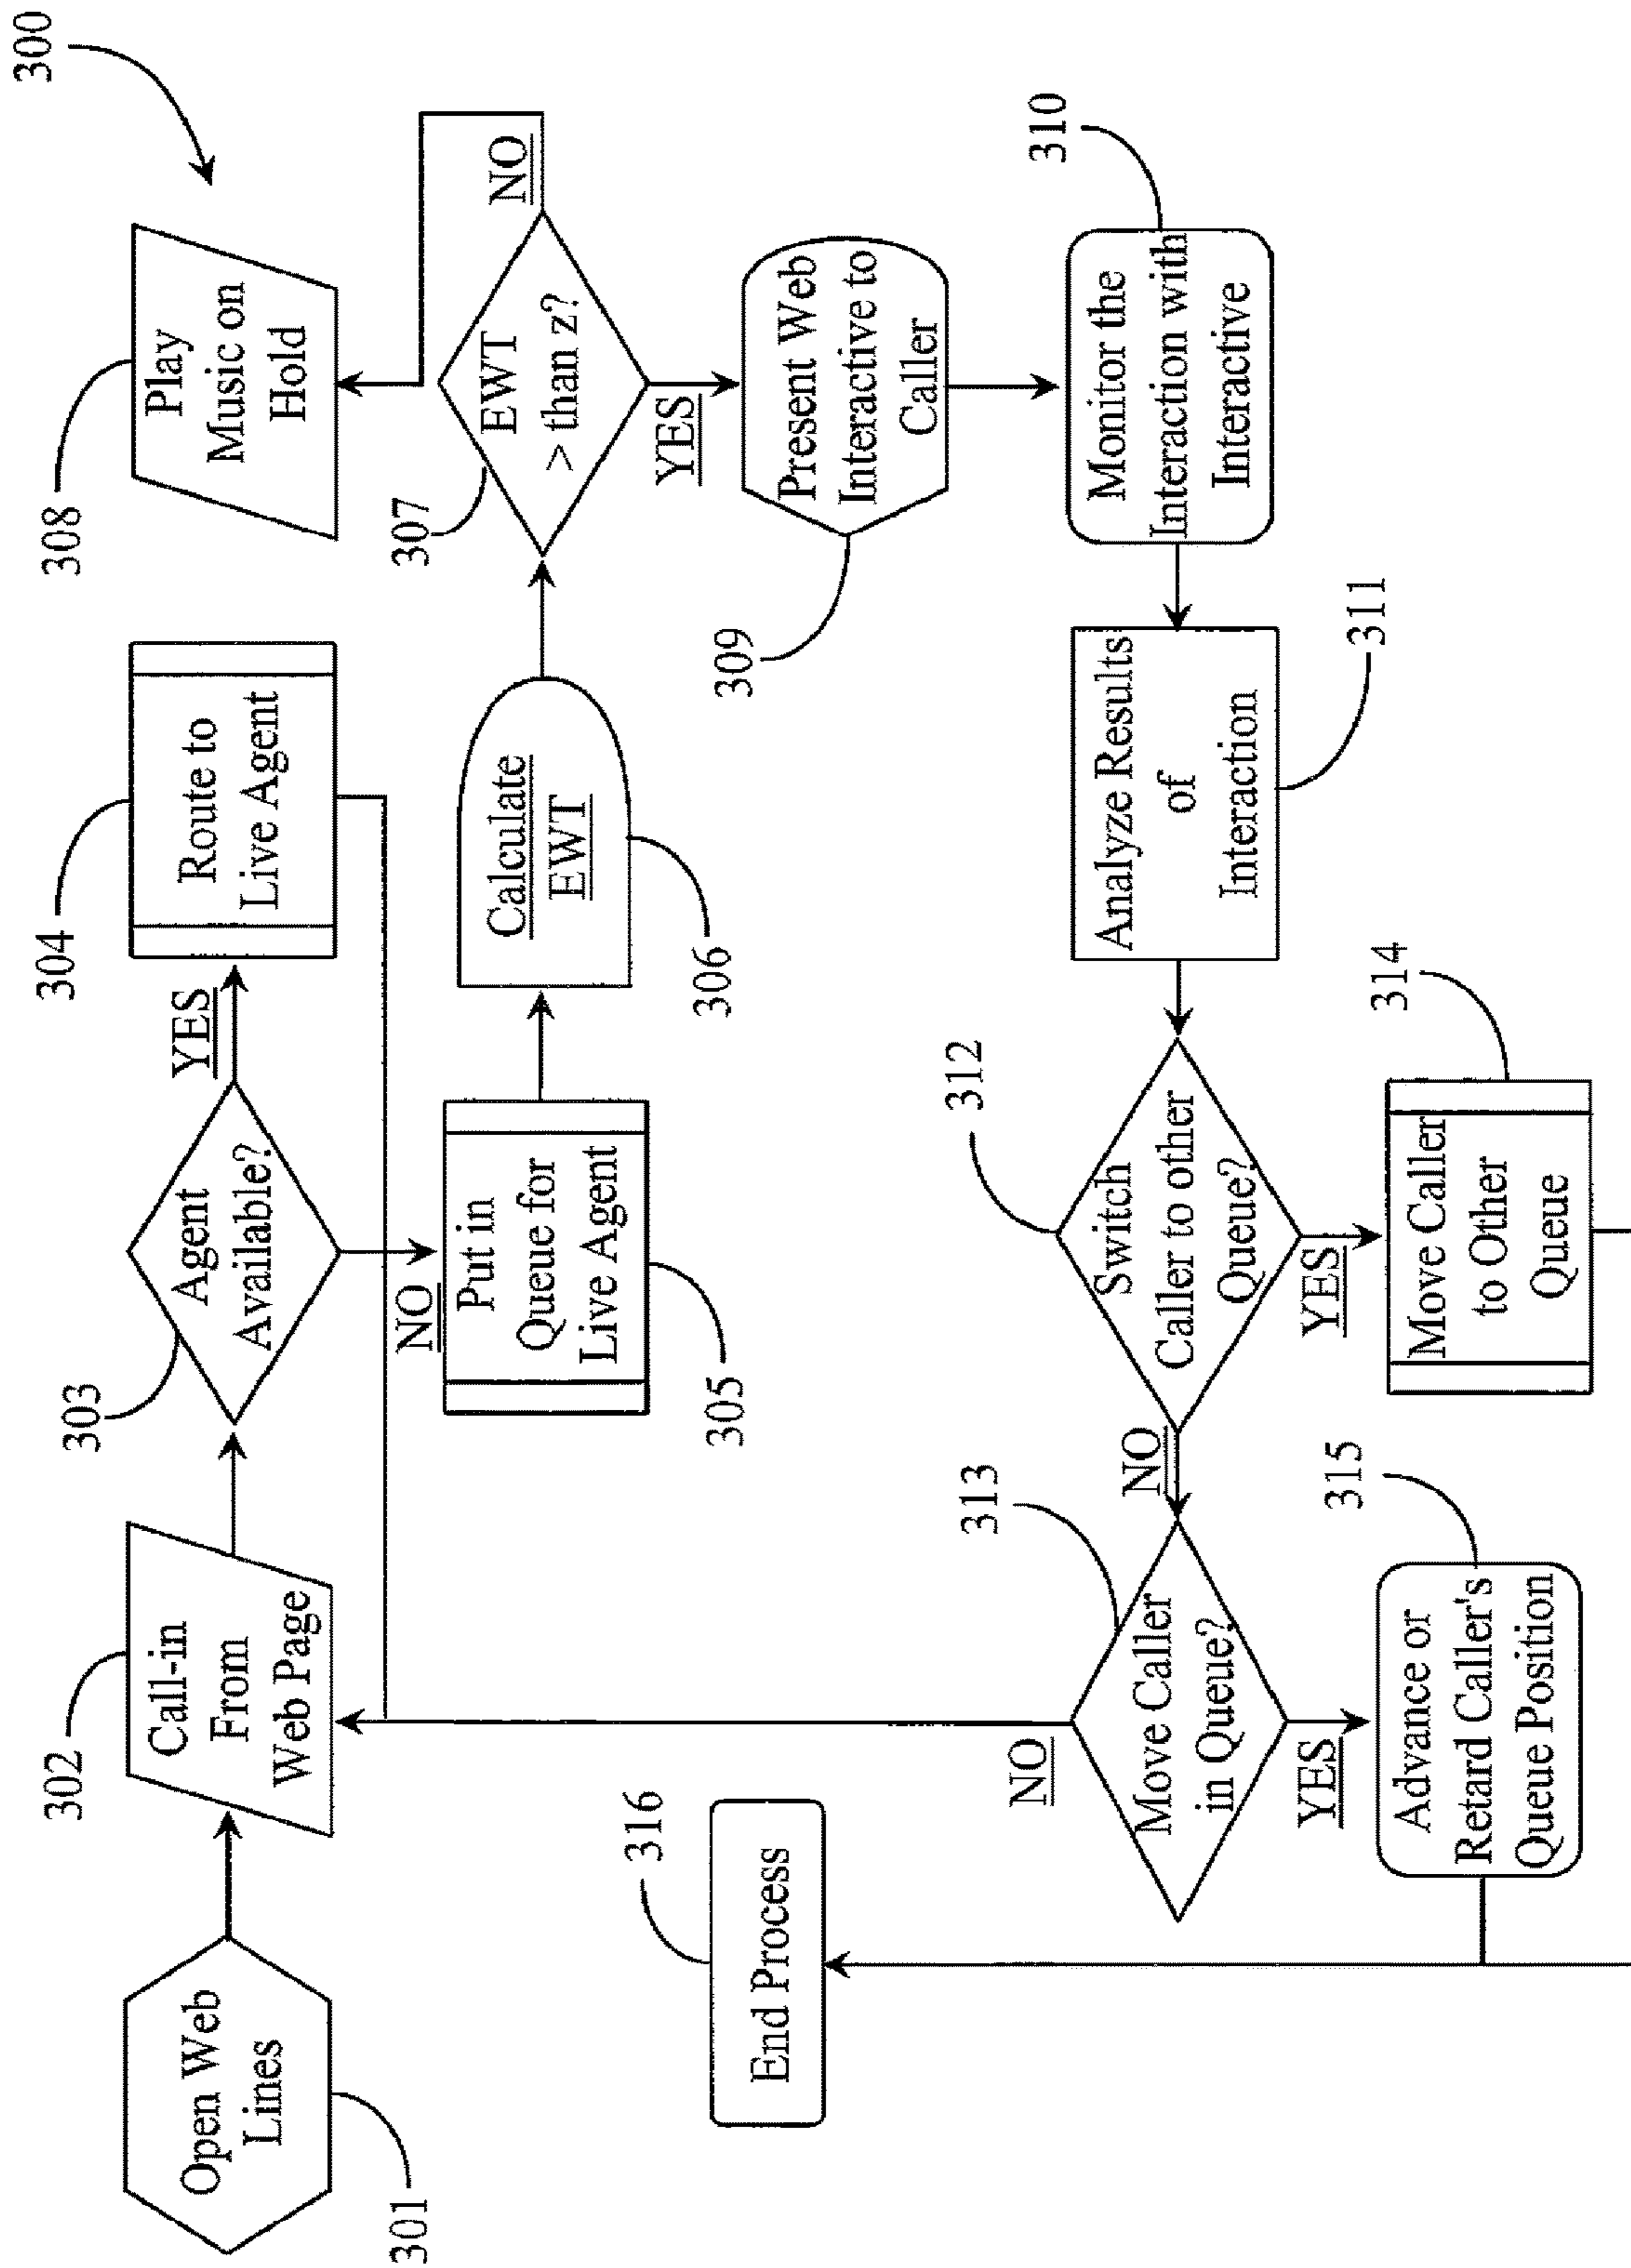 300
301
Open Web
Lines
302
Call-in
From
Web Page
303
Agent
Available?
YES
304
Route to
Live Agent
NO
305
Put in
Queue for
Live Agent
306
Calculate
EWT
307
EWT
> than z?
NO
308
Play
Music on
Hold
YES
309
Present Web
Interactive to
Caller
310
Monitor the
Interaction with
Interactive
311
Analyze Results
of
Interaction
312
Switch
Caller to other
Queue?
YES
314
Move Caller
to Other
Queue
NO
313
Move Caller
in Queue?
NO
YES
315
Advance or
Retard Caller's
Queue Position
316
End Process